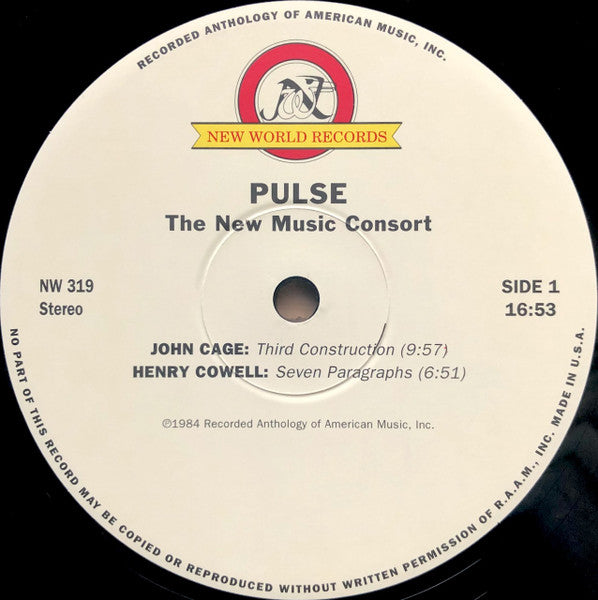 RECORDED ANTHOLOGY OF AMERICAN MUSIC, INC.
NEW WORLD RECORDS
PULSE
The New Music Consort
NW 319
Stereo
SIDE 1
16:53
JOHN CAGE: Third Construction (9:57)
HENRY COWELL: Seven Paragraphs (6:51)
℗1984 Recorded Anthology of American Music, Inc.
NO PART OF THIS RECORD MAY BE COPIED OR REPRODUCED WITHOUT WRITTEN PERMISSION OF R.A.A.M., INC. MADE IN U.S.A.